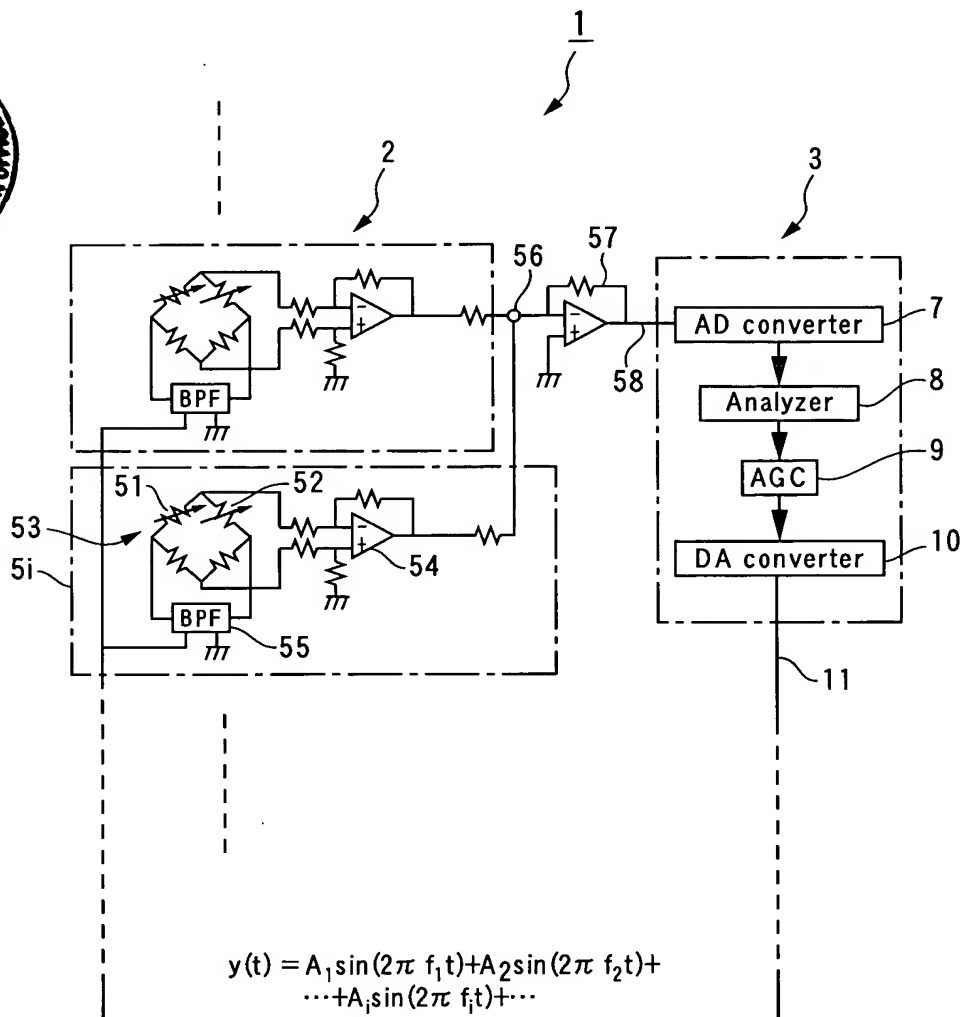 1
2
3
56
57
7
AD converter
58
8
BPF
Analyzer
9
51
52
AGC
53
10
5i
54
DA converter
BPF
55
11
y(t) = A₁sin(2π f₁t)+A₂sin(2π f₂t)+
···+Aᵢsin(2π fᵢt)+···